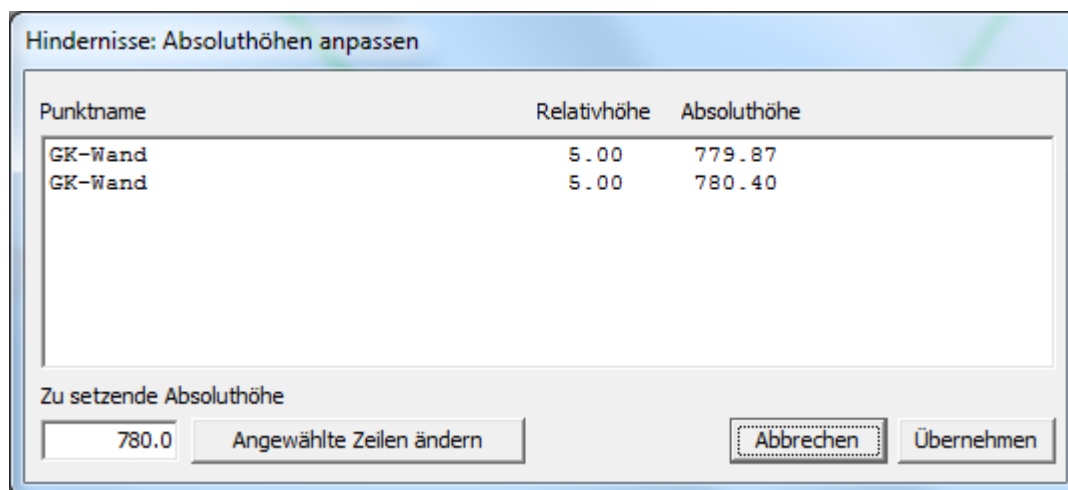 Hindernisse: Absoluthöhen anpassen
Punktname Relativhöhe Absoluthöhe
GK-Wand 5.00 779.87
GK-Wand 5.00 780.40
Zu setzende Absoluthöhe
780.0 Angewählte Zeilen ändern Abbrechen Übernehmen